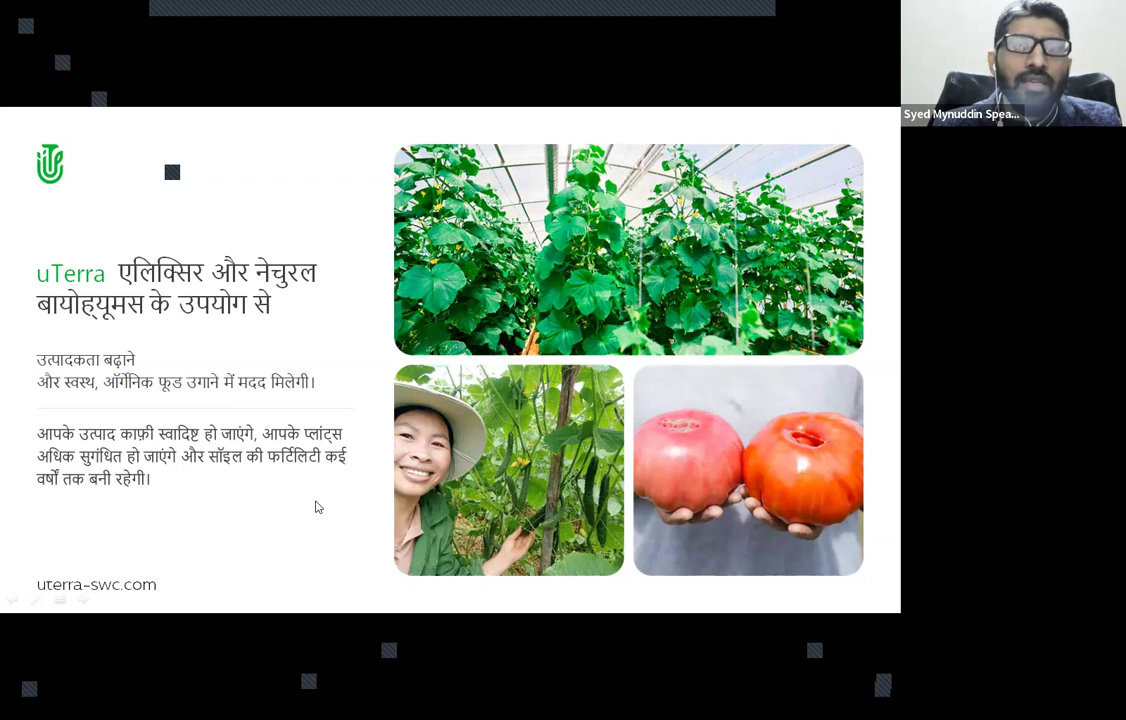 Syed Mynuddin Spea...
uTerra एलिक्सिर और नेचुरल
बायोह्यूमस के उपयोग से
उत्पादकता बढ़ाने
और स्वस्थ, ऑर्गेनिक फूड उगाने में मदद मिलेगी।
आपके उत्पाद काफ़ी स्वादिष्ट हो जाएंगे, आपके प्लांट्स
अधिक सुगंधित हो जाएंगे और सॉइल की फर्टिलिटी कई
वर्षों तक बनी रहेगी।
uterra-swc.com